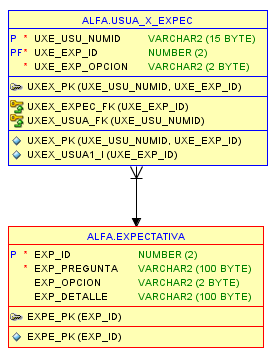 ALFA.USUA_X_EXPEC
P * UXE_USU_NUMID VARCHAR2 (15 BYTE)
PF* UXE_EXP_ID NUMBER (2)
* UXE_EXP_OPCION VARCHAR2 (2 BYTE)
UXEX_PK (UXE_USU_NUMID, UXE_EXP_ID)
UXEX_EXPEC_FK (UXE_EXP_ID)
UXEX_USUA_FK (UXE_USU_NUMID)
UXEX_PK (UXE_USU_NUMID, UXE_EXP_ID)
UXEX_USUA1_I (UXE_EXP_ID)
ALFA.EXPECTATIVA
P * EXP_ID NUMBER (2)
* EXP_PREGUNTA VARCHAR2 (100 BYTE)
EXP_OPCION VARCHAR2 (2 BYTE)
EXP_DETALLE VARCHAR2 (100 BYTE)
EXPE_PK (EXP_ID)
EXPE_PK (EXP_ID)